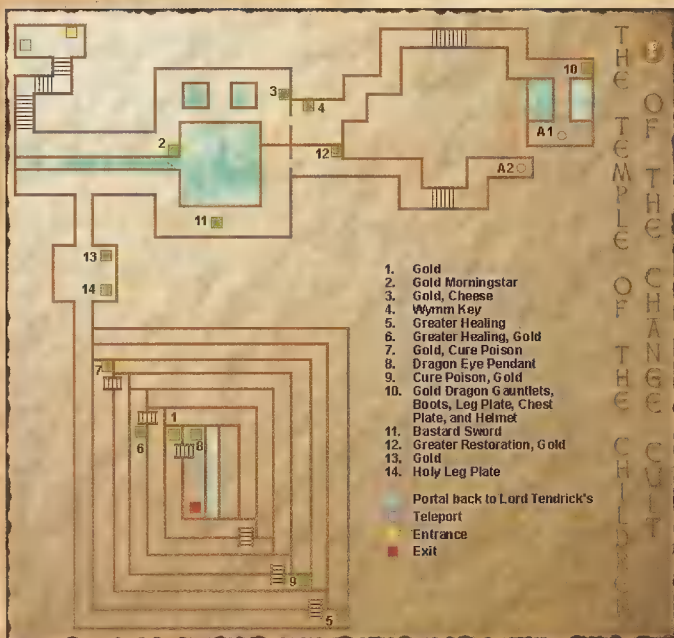 THE TEMPLE OF THE CHILDREN
OF THE CHANGE CULT
10
3
4
A1
2
12
A2
11
13
14
7
1
6
8
9
5
1. Gold
2. Gold Morningstar
3. Gold, Cheese
4. Wymm Key
5. Greater Healing
6. Greater Healing, Gold
7. Gold, Cure Poison
8. Dragon Eye Pendant
9. Cure Poison, Gold
10. Gold Dragon Gauntlets,
Boots, Leg Plate, Chest
Plate, and Helmet
11. Bastard Sword
12. Greater Restoration, Gold
13. Gold
14. Holy Leg Plate
Portal back to Lord Tendrick's
Teleport
Entrance
Exit